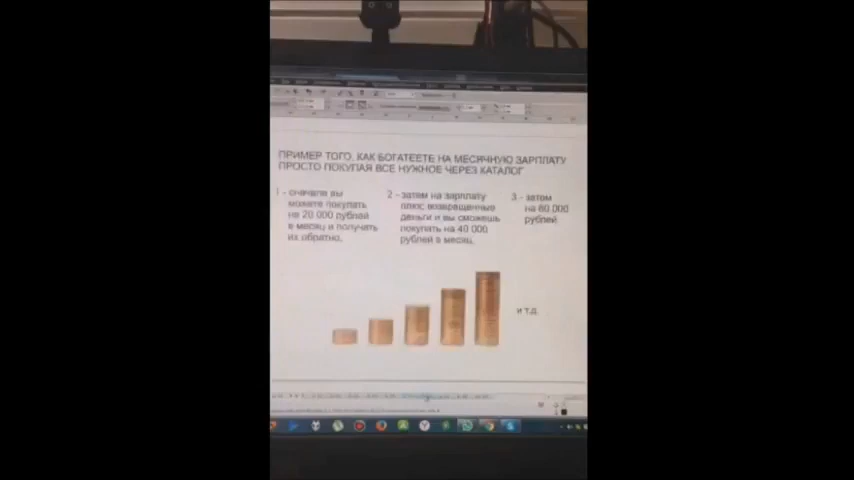 ПРИМЕР ТОГО, КАК БОГАТЕЕТЕ НА МЕСЯЧНУЮ ЗАРПЛАТУ
ПРОСТО ПОКУПАЯ ВСЕ НУЖНОЕ ЧЕРЕЗ КАТАЛОГ
1 - сначала вы
можете покупать
на 20 000 рублей
в месяц и получать
их обратно,
2 - затем на зарплату
плюс возвращенные
деньги и вы сможешь
покупать на 40 000
рублей в месяц,
3 - затем
на 60 000
рублей
и т.д.